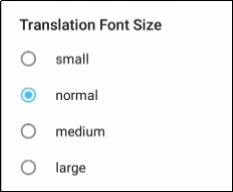 Translation Font Size
small
normal
medium
large